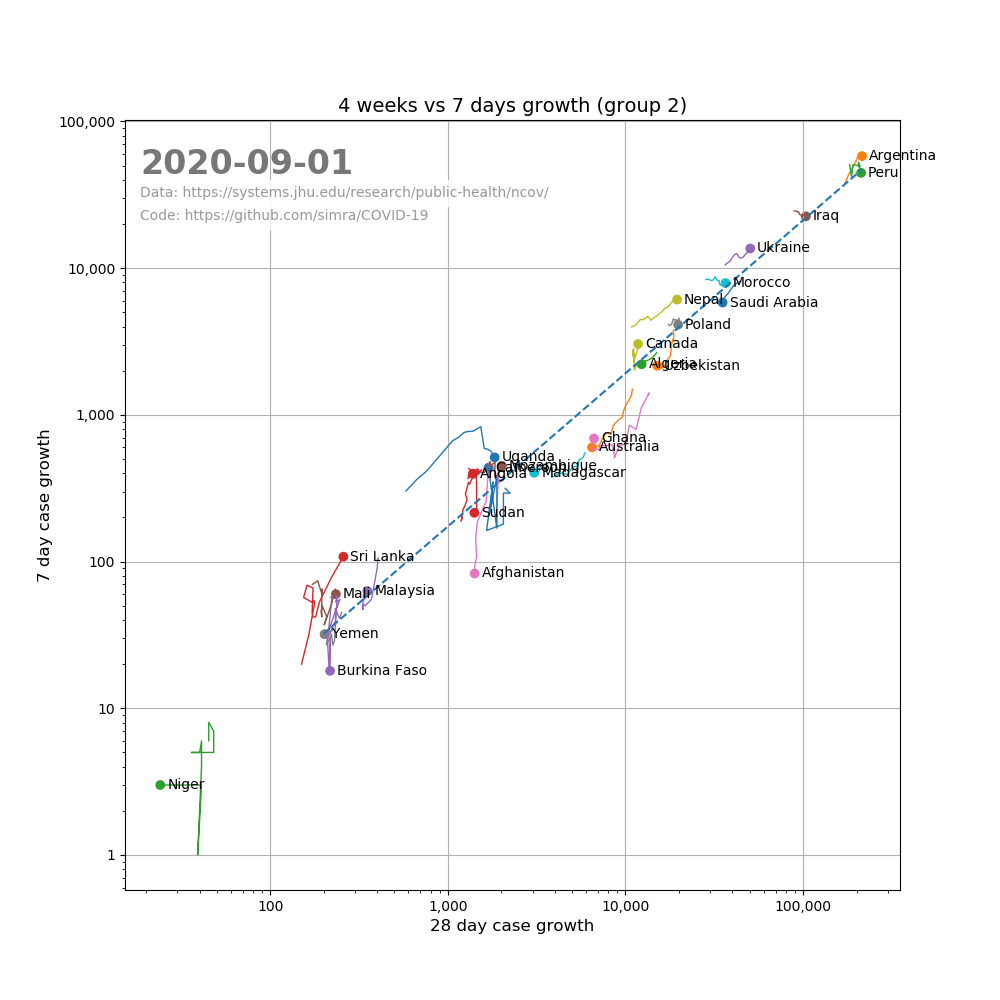 4 weeks vs 7 days growth (group 2)
100,000
2020-09-01
Argentina
Peru
Data: https://systems.jhu.edu/research/public-health/ncov/
Code: https://github.com/simra/COVID-19
Iraq
Ukraine
10,000
Morocco
Nepal
Saudi Arabia
Poland
Canada
Algeria
Uzbekistan
1,000
Ghana
Australia
Uganda
Mozambique
Angola
Madagascar
Sudan
7 day case growth
100
Sri Lanka
Afghanistan
Mali
Malaysia
Yemen
Burkina Faso
10
Niger
1
100
1,000
10,000
100,000
28 day case growth